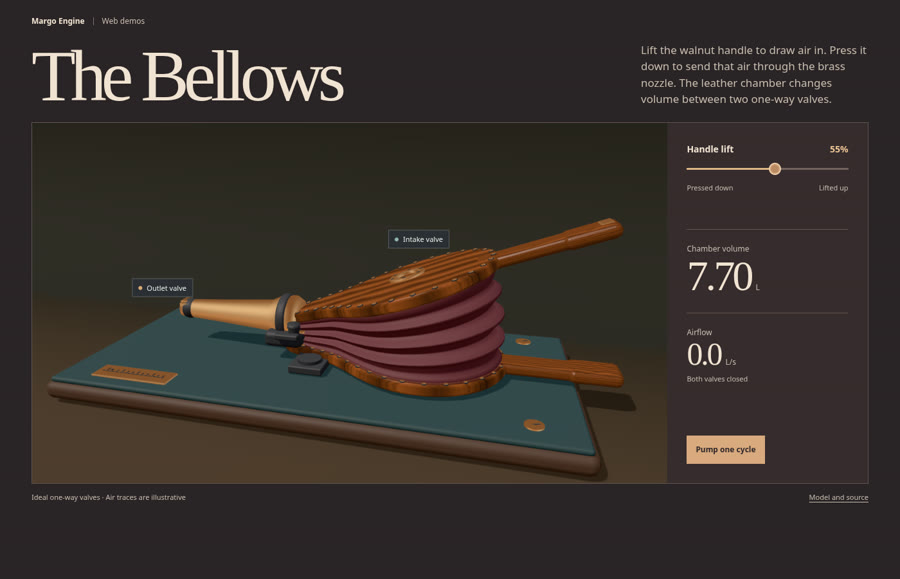 Margo Engine | Web demos
The Bellows
Lift the walnut handle to draw air in. Press it
down to send that air through the brass
nozzle. The leather chamber changes
volume between two one-way valves.
Intake valve
Outlet valve
Handle lift 55%
Pressed down Lifted up
Chamber volume
7.70 L
Airflow
0.0 L/s
Both valves closed
Pump one cycle
Ideal one-way valves · Air traces are illustrative
Model and source